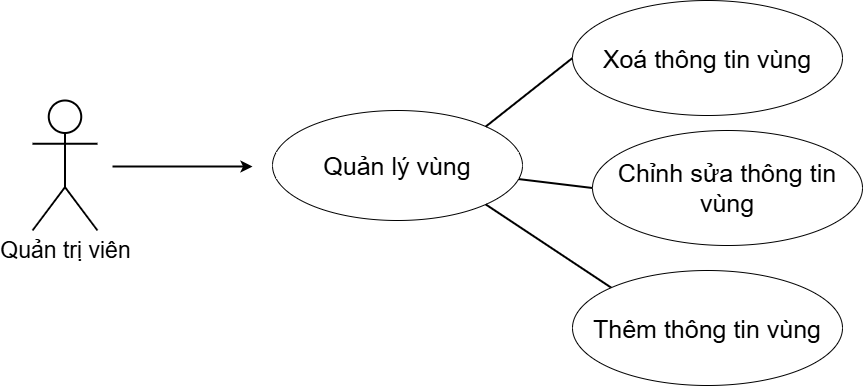 Xoá thông tin vùng
Quản lý vùng
Chỉnh sửa thông tin
vùng
Quản trị viên
Thêm thông tin vùng